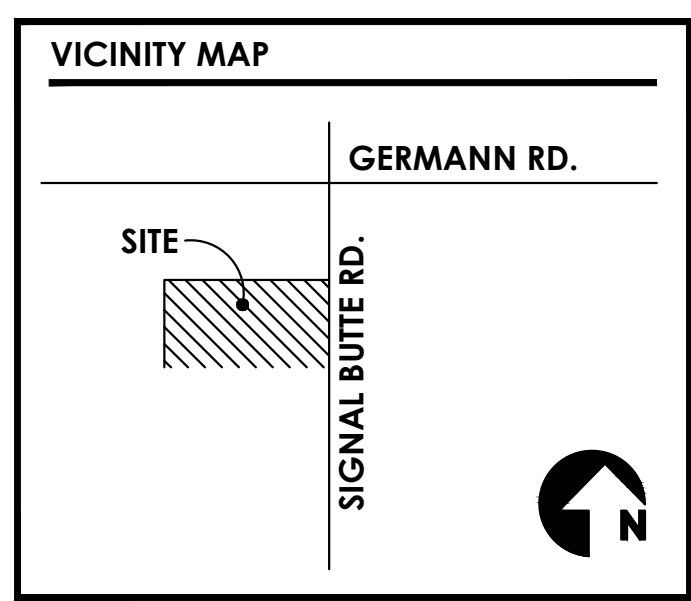 VICINITY MAP
GERMANN RD.
SITE
SIGNAL BUTTE RD.
N